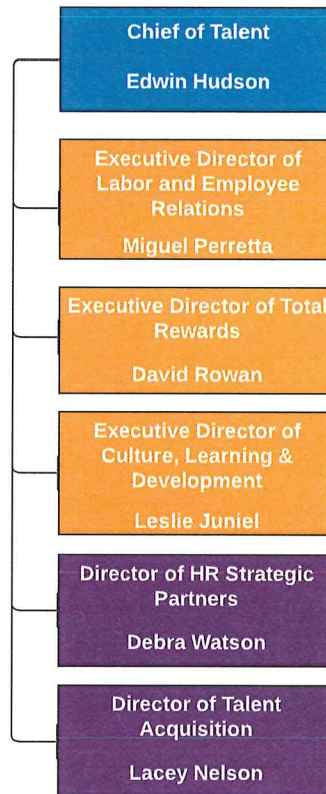 Chief of Talent
Edwin Hudson
Executive Director of
Labor and Employee
Relations
Miguel Perretta
Executive Director of Total
Rewards
David Rowan
Executive Director of
Culture, Learning &
Development
Leslie Juniel
Director of HR Strategic
Partners
Debra Watson
Director of Talent
Acquisition
Lacey Nelson